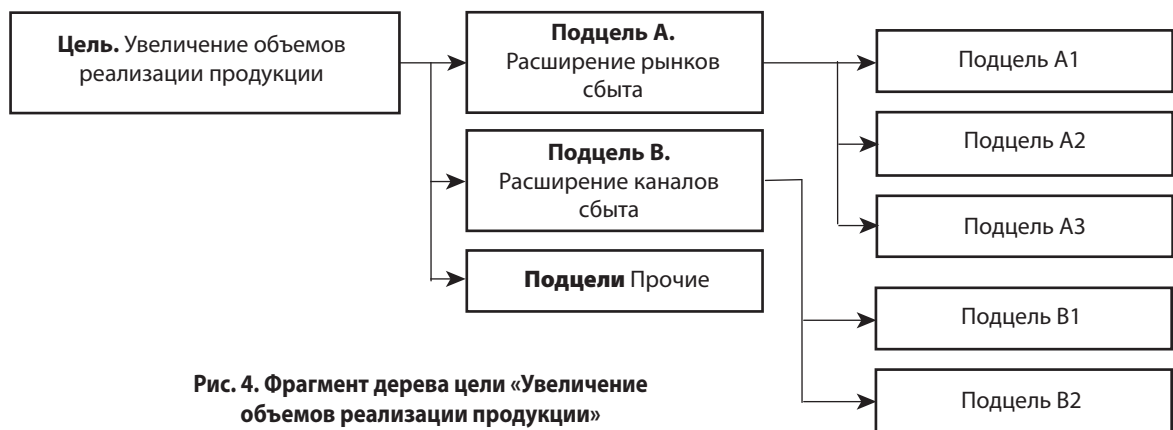 Цель. Увеличение объемов
реализации продукции
Подцель А.
Расширение рынков
сбыта
Подцель В.
Расширение каналов
сбыта
Подцели Прочие
Подцель А1
Подцель А2
Подцель А3
Подцель В1
Подцель В2
Рис. 4. Фрагмент дерева цели «Увеличение
объемов реализации продукции»